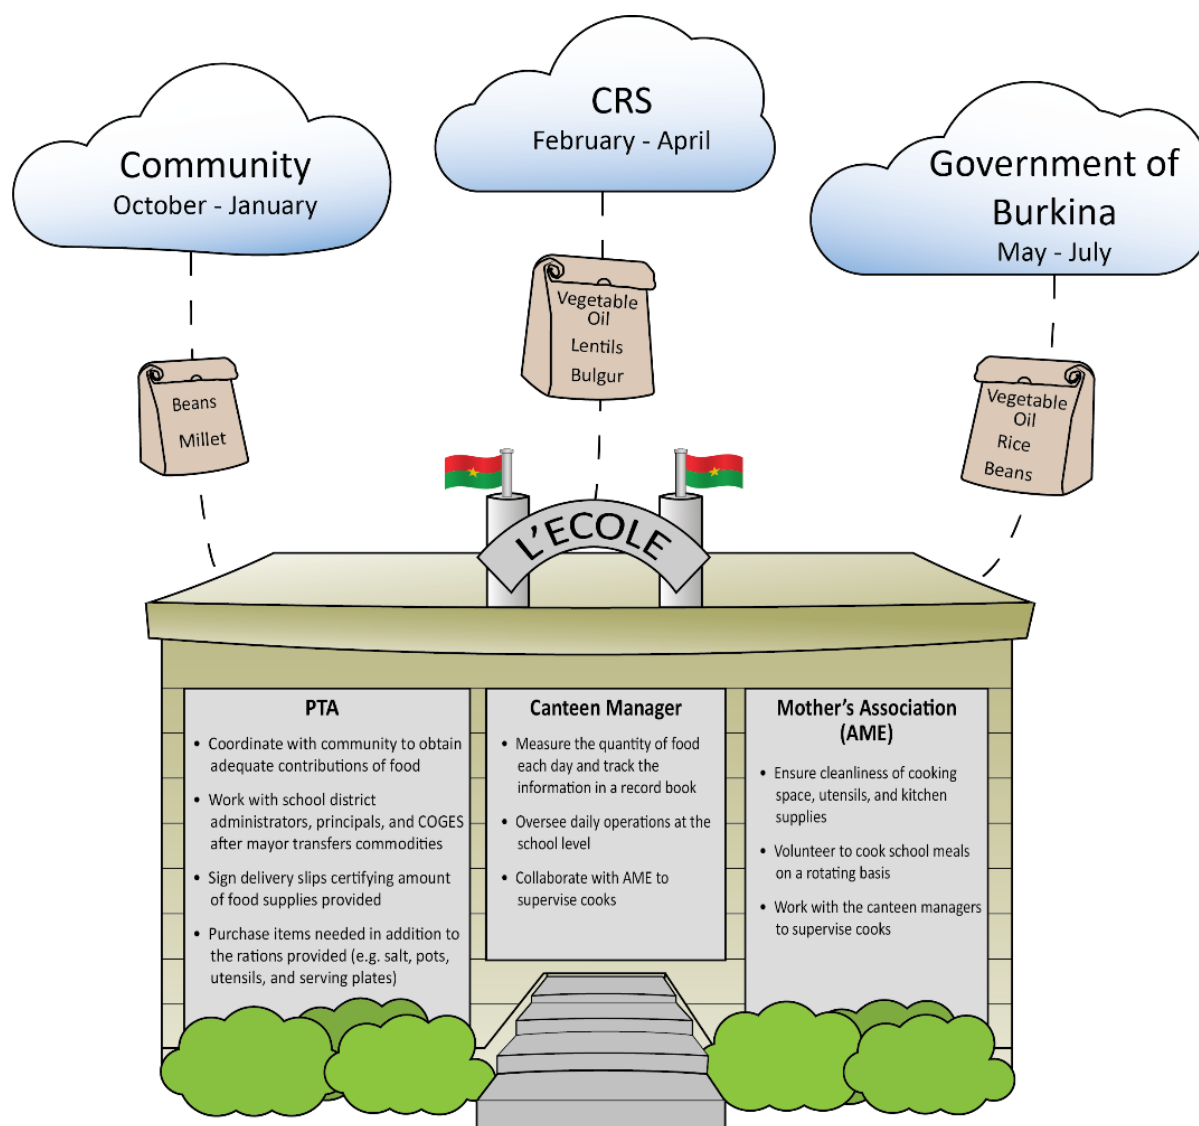 Community
October - January
CRS
February - April
Government of
Burkina
May - July
Beans
Millet
Vegetable
Oil
Lentils
Bulgur
Vegetable
Oil
Rice
Beans
L'ECOLE
PTA
• Coordinate with community to obtain
adequate contributions of food
• Work with school district
administrators, principals, and COGES
after mayor transfers commodities
• Sign delivery slips certifying amount
of food supplies provided
• Purchase items needed in addition to
the rations provided (e.g. salt, pots,
utensils, and serving plates)
Canteen Manager
• Measure the quantity of food
each day and track the
information in a record book
• Oversee daily operations at the
school level
• Collaborate with AME to
supervise cooks
Mother's Association
(AME)
• Ensure cleanliness of cooking
space, utensils, and kitchen
supplies
• Volunteer to cook school meals
on a rotating basis
• Work with the canteen managers
to supervise cooks